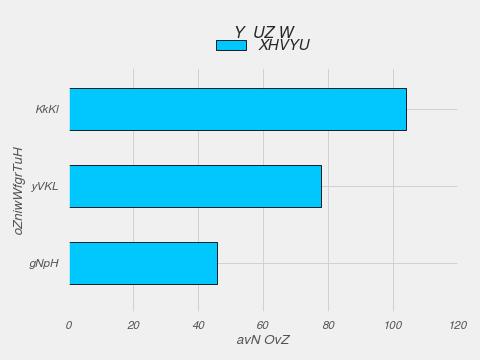 Y  UZ W
XHVYU
KkKl
yVKL
gNpH
oZniwWfgrTuH
0 20 40 60 80 100 120
avN OvZ